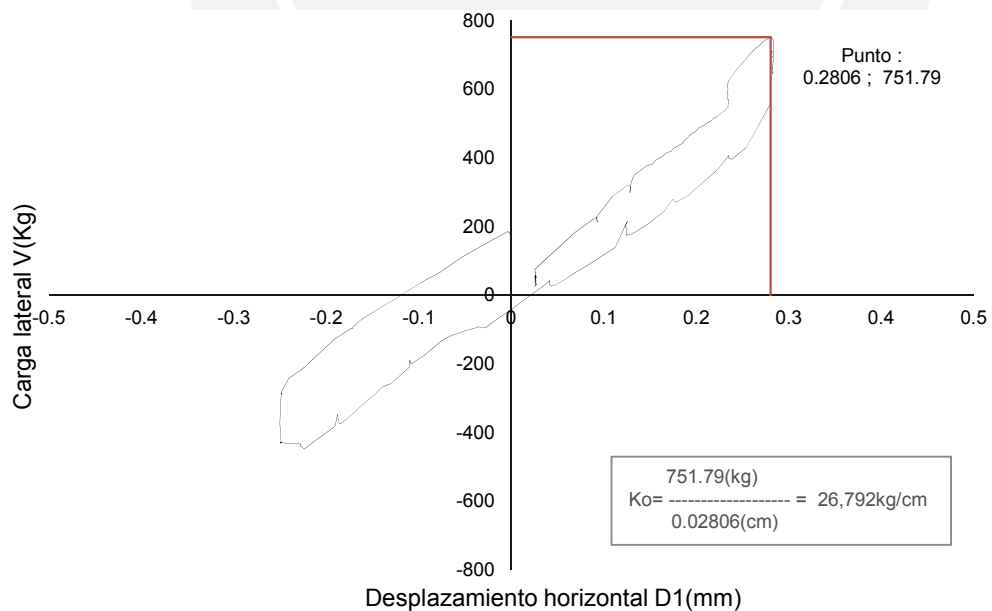 800
600
400
200
0
-200
-400
-600
-800
-0.5 -0.4 -0.3 -0.2 -0.1 0 0.1 0.2 0.3 0.4 0.5
Carga lateral V(Kg)
Desplazamiento horizontal D1(mm)
Punto :
0.2806 ; 751.79
751.79(kg)
Ko= ------------------- = 26,792kg/cm
0.02806(cm)